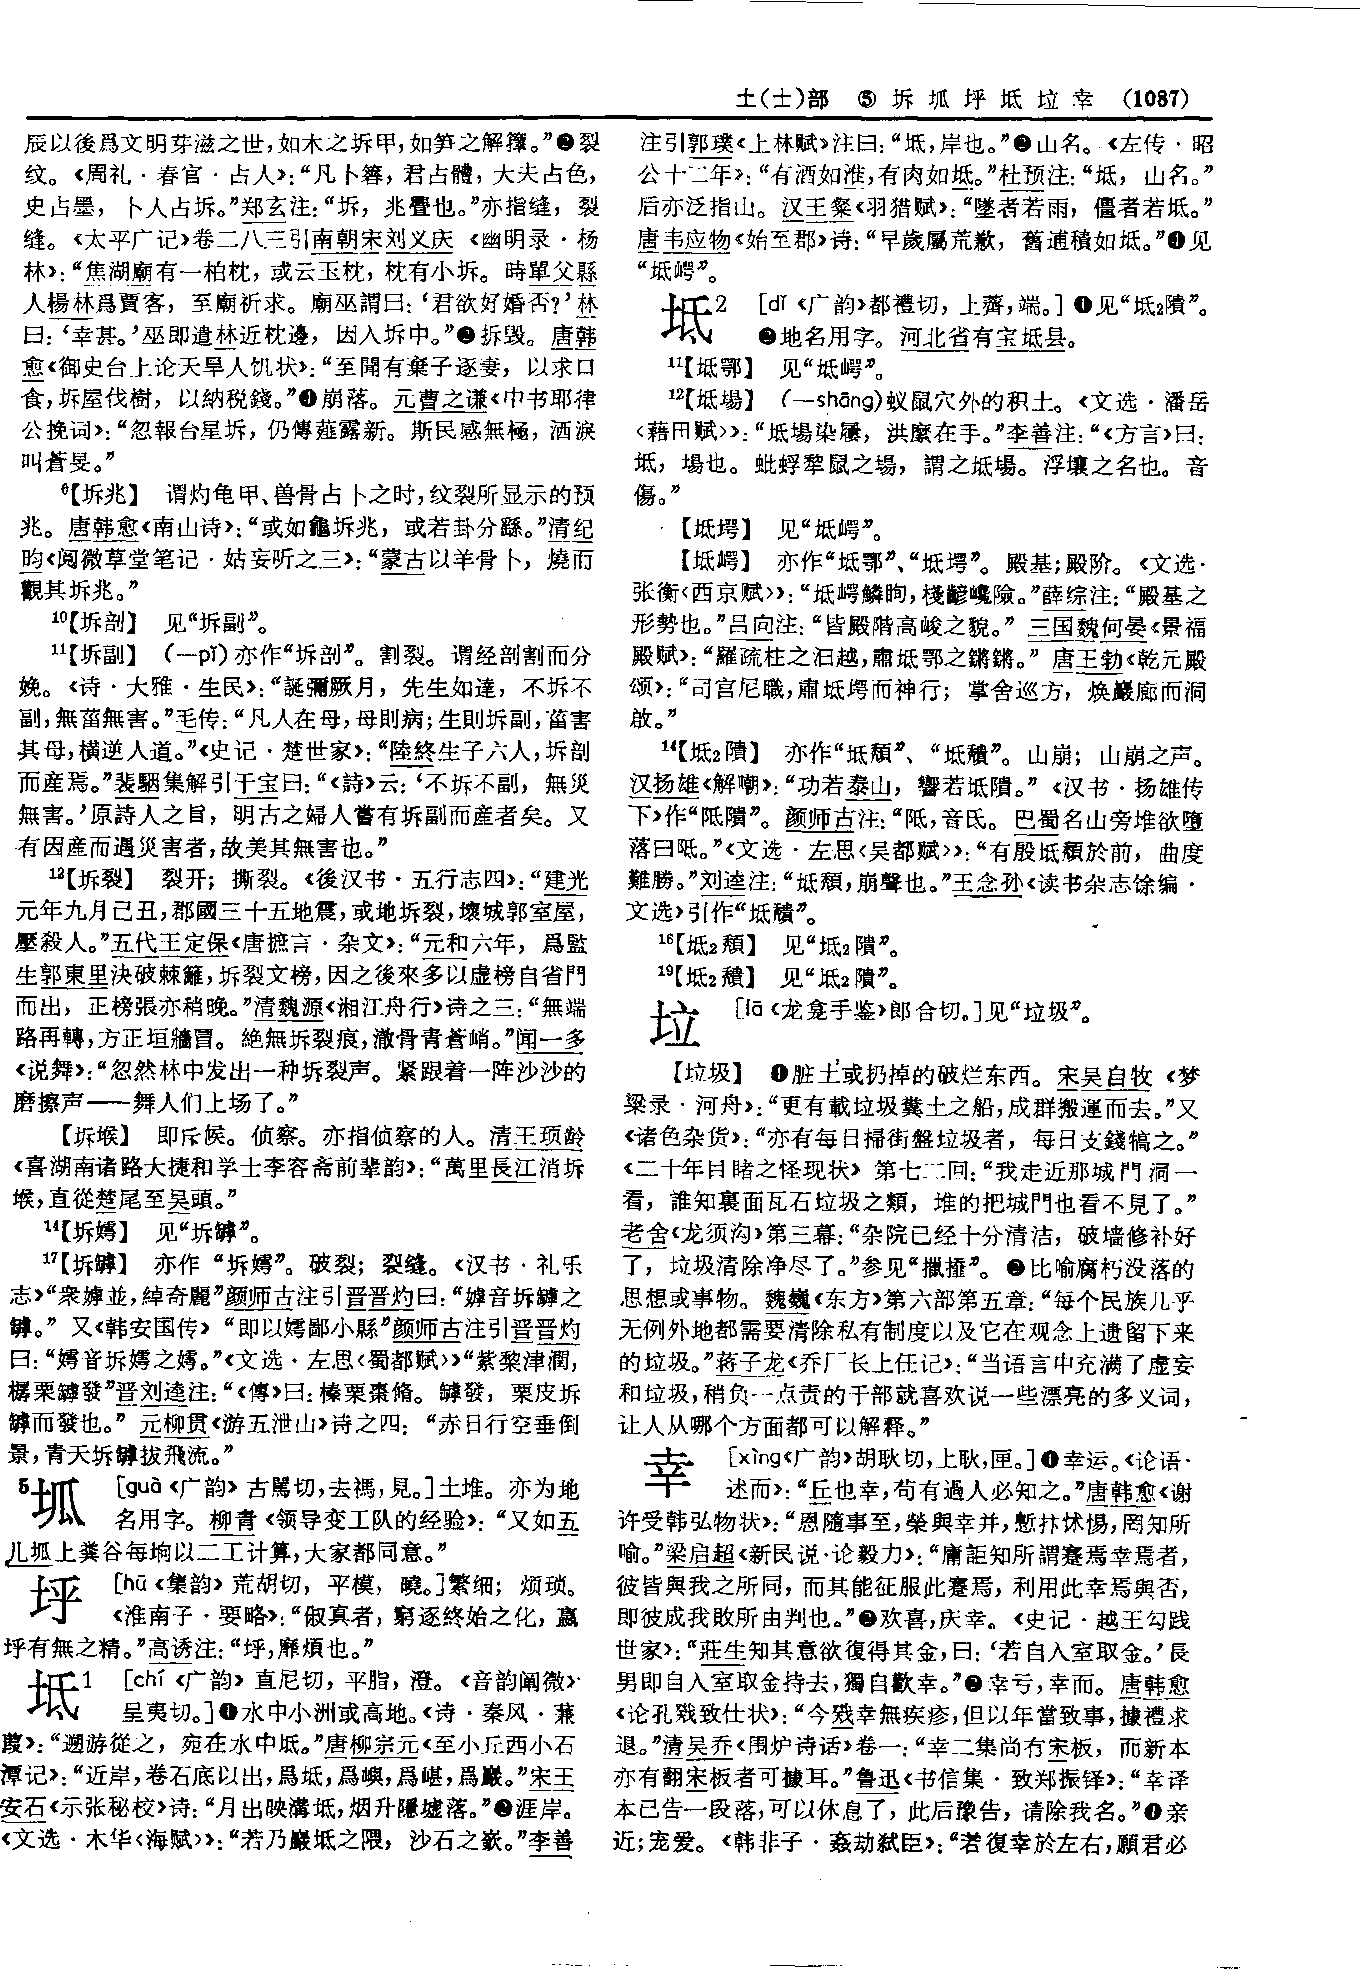 土(士)部 ⑤ 坼 坬 垀 坻 垃 幸 (1087)
辰以後爲文明芽滋之世,如木之坼甲,如笋之解籜。”❷裂
纹。《周礼·春官·占人》:“凡卜簭,君占體,大夫占色,
史占墨,卜人占坼。”郑玄注:“坼,兆舋也。”亦指缝,裂
缝。《太平广记》卷二八三引南朝宋刘义庆《幽明录·杨
林》:“焦湖廟有一柏枕,或云玉枕,枕有小坼。時單父縣
人楊林爲賈客,至廟祈求。廟巫謂曰:‘君欲好婚否?’林
曰:‘幸甚。’巫即遣林近枕邊,因入坼中。”❸拆毁。唐韩
愈《御史台上论天旱人饥状》:“至聞有棄子逐妻,以求口
食,坼屋伐樹,以納税錢。”❹崩落。元曹之谦《中书耶律
公挽词》:“忽報台星坼,仍傳薤露新。斯民感無極,洒淚
叫蒼旻。”
⁶【坼兆】 谓灼龟甲、兽骨占卜之时,纹裂所显示的预
兆。唐韩愈《南山诗》:“或如龜坼兆,或若卦分繇。”清纪
昀《阅微草堂笔记·姑妄听之三》:“蒙古以羊骨卜,燒而
觀其坼兆。”
¹⁰【坼剖】 见“坼副”。
¹¹【坼副】 (—pǐ)亦作“坼剖”。割裂。谓经剖割而分
娩。《诗·大雅·生民》:“誕彌厥月,先生如達,不坼不
副,無菑無害。”毛传:“凡人在母,母則病;生則坼副,菑害
其母,横逆人道。”《史记·楚世家》:“陸終生子六人,坼剖
而産焉。”裴駰集解引干宝曰:“《詩》云:‘不坼不副,無災
無害。’原詩人之旨,明古之婦人嘗有坼副而産者矣。又
有因産而遇災害者,故美其無害也。”
¹²【坼裂】 裂开;撕裂。《後汉书·五行志四》:“建光
元年九月己丑,郡國三十五地震,或地坼裂,壞城郭室屋,
壓殺人。”五代王定保《唐摭言·杂文》:“元和六年,爲監
生郭東里決破棘籬,坼裂文榜,因之後來多以虚榜自省門
而出,正榜張亦稍晚。”清魏源《湘江舟行》诗之三:“無端
路再轉,方正垣牆冒。絶無坼裂痕,澈骨青蒼峭。”闻一多
《说舞》:“忽然林中发出一种坼裂声。紧跟着一阵沙沙的
磨擦声——舞人们上场了。”
【坼堠】 即斥候。侦察。亦指侦察的人。清王顼龄
《喜湖南诸路大捷和学士李容斋前辈韵》:“萬里長江消坼
堠,直從楚尾至吴頭。”
¹⁴【坼嫮】 见“坼罅”。
¹⁷【坼罅】 亦作“坼嫮”。破裂;裂缝。《汉书·礼乐
志》“衆嫭並,綽奇麗”颜师古注引晋晋灼曰:“嫭音坼罅之
罅。”又《韩安国传》“即以嫮鄙小縣”颜师古注引晋晋灼
曰:“嫮音坼嫮之嫮。”《文选·左思〈蜀都赋〉》“紫棃津潤,
樼栗罅發”晋刘逵注:“《傳》曰:榛栗棗脩。罅發,栗皮坼
罅而發也。”元柳贯《游五泄山》诗之四:“赤日行空垂倒
景,青天坼罅拔飛流。”
⁵坬 [guà《广韵》古駡切,去禡,見。]土堆。亦为地
名用字。柳青《领导变工队的经验》:“又如五
儿坬上粪谷每垧以二工计算,大家都同意。”
垀 [hū《集韵》荒胡切,平模,曉。]繁细;烦琐。
《淮南子·要略》:“俶真者,窮逐終始之化,嬴
垀有無之精。”高诱注:“垀,靡煩也。”
坻1 [chí《广韵》直尼切,平脂,澄。《音韵阐微》
呈夷切。]❶水中小洲或高地。《诗·秦风·蒹
葭》:“遡游從之,宛在水中坻。”唐柳宗元《至小丘西小石
潭记》:“近岸,卷石底以出,爲坻,爲嶼,爲嵁,爲巖。”宋王
安石《示张秘校》诗:“月出映溝坻,烟升隱墟落。”❷涯岸。
《文选·木华〈海赋〉》:“若乃巖坻之隈,沙石之嶔。”李善
注引郭璞《上林赋》注曰:“坻,岸也。”❸山名。《左传·昭
公十二年》:“有酒如淮,有肉如坻。”杜预注:“坻,山名。”
后亦泛指山。汉王粲《羽猎赋》:“墜者若雨,僵者若坻。”
唐韦应物《始至郡》诗:“早歲屬荒歉,舊逋積如坻。”❹见
“坻崿”。
坻2 [dǐ《广韵》都禮切,上薺,端。]❶见“坻2隤”。
❷地名用字。河北省有宝坻县。
¹¹【坻鄂】 见“坻崿”。
¹²【坻場】 (—shāng)蚁鼠穴外的积土。《文选·潘岳
〈藉田赋〉》:“坻場染屨,洪縻在手。”李善注:“《方言》曰:
坻,場也。蚍蜉犂鼠之場,謂之坻場。浮壤之名也。音
傷。”
【坻堮】 见“坻崿”。
【坻崿】 亦作“坻鄂”、“坻堮”。殿基;殿阶。《文选·
张衡〈西京赋〉》:“坻崿鱗眴,棧齴巉險。”薛综注:“殿基之
形勢也。”吕向注:“皆殿階高峻之貌。”三国魏何晏《景福
殿赋》:“羅疏柱之汩越,肅坻鄂之鏘鏘。”唐王勃《乾元殿
颂》:“司宫尼職,肅坻堮而神行;掌舍巡方,焕巖廊而洞
啟。”
¹⁴【坻2隤】 亦作“坻頽”、“坻穨”。山崩;山崩之声。
汉扬雄《解嘲》:“功若泰山,響若坻隤。”《汉书·扬雄传
下》作“阺隤”。颜师古注:“阺,音氐。巴蜀名山旁堆欲墮
落曰阺。”《文选·左思〈吴都赋〉》:“有殷坻頽於前,曲度
難勝。”刘逵注:“坻頽,崩聲也。”王念孙《读书杂志馀编·
文选》引作“坻穨”。
¹⁶【坻2頽】 见“坻2隤”。
¹⁹【坻2穨】 见“坻2隤”。
垃 [lā《龙龛手鉴》郎合切。]见“垃圾”。
【垃圾】 ❶脏土或扔掉的破烂东西。宋吴自牧《梦
粱录·河舟》:“更有載垃圾糞土之船,成群搬運而去。”又
《诸色杂货》:“亦有每日掃街盤垃圾者,每日支錢犒之。”
《二十年目睹之怪现状》第七二回:“我走近那城門洞一
看,誰知裏面瓦石垃圾之類,堆的把城門也看不見了。”
老舍《龙须沟》第三幕:“杂院已经十分清洁,破墙修补好
了,垃圾清除净尽了。”参见“擸𢶍”。❷比喻腐朽没落的
思想或事物。魏巍《东方》第六部第五章:“每个民族几乎
无例外地都需要清除私有制度以及它在观念上遗留下来
的垃圾。”蒋子龙《乔厂长上任记》:“当语言中充满了虚妄
和垃圾,稍负一点责的干部就喜欢说一些漂亮的多义词,
让人从哪个方面都可以解释。”
幸 [xìng《广韵》胡耿切,上耿,匣。]❶幸运。《论语·
述而》:“丘也幸,苟有過人必知之。”唐韩愈《谢
许受韩弘物状》:“恩隨事至,榮與幸并,慙抃怵惕,罔知所
喻。”梁启超《新民说·论毅力》:“庸詎知所謂蹇焉幸焉者,
彼皆與我之所同,而其能征服此蹇焉,利用此幸焉與否,
即彼成我敗所由判也。”❷欢喜,庆幸。《史记·越王勾践
世家》:“莊生知其意欲復得其金,曰:‘若自入室取金。’長
男即自入室取金持去,獨自歡幸。”❸幸亏,幸而。唐韩愈
《论孔戣致仕状》:“今戣幸無疾疹,但以年當致事,據禮求
退。”清吴乔《围炉诗话》卷一:“幸二集尚有宋板,而新本
亦有翻宋板者可據耳。”鲁迅《书信集·致郑振铎》:“幸译
本已告一段落,可以休息了,此后豫告,请除我名。”❹亲
近;宠爱。《韩非子·姦劫弑臣》:“若復幸於左右,願君必